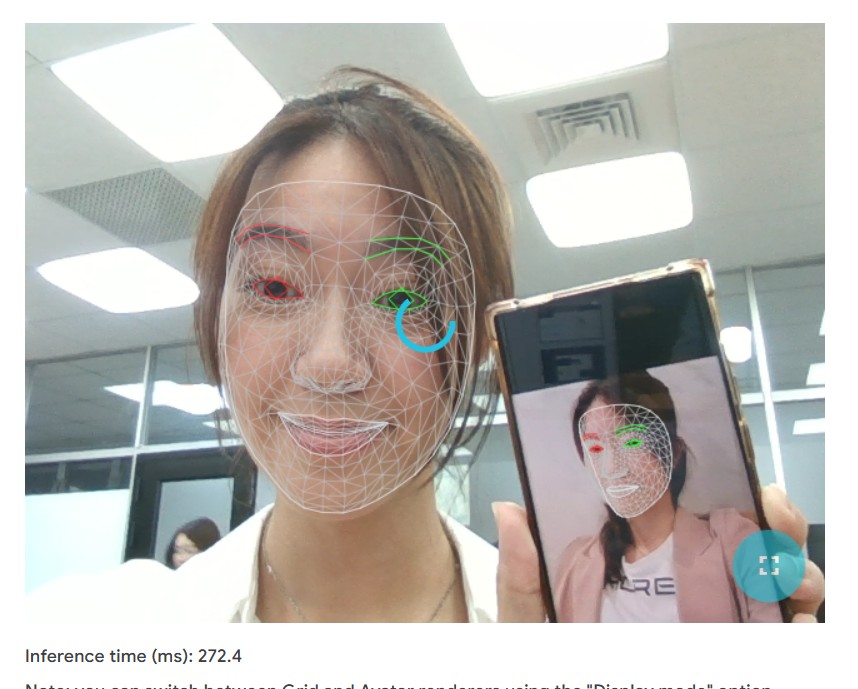 Inference time (ms): 272.4
Note: you can switch between Grid and Avatar renderers using the "Display mode" option